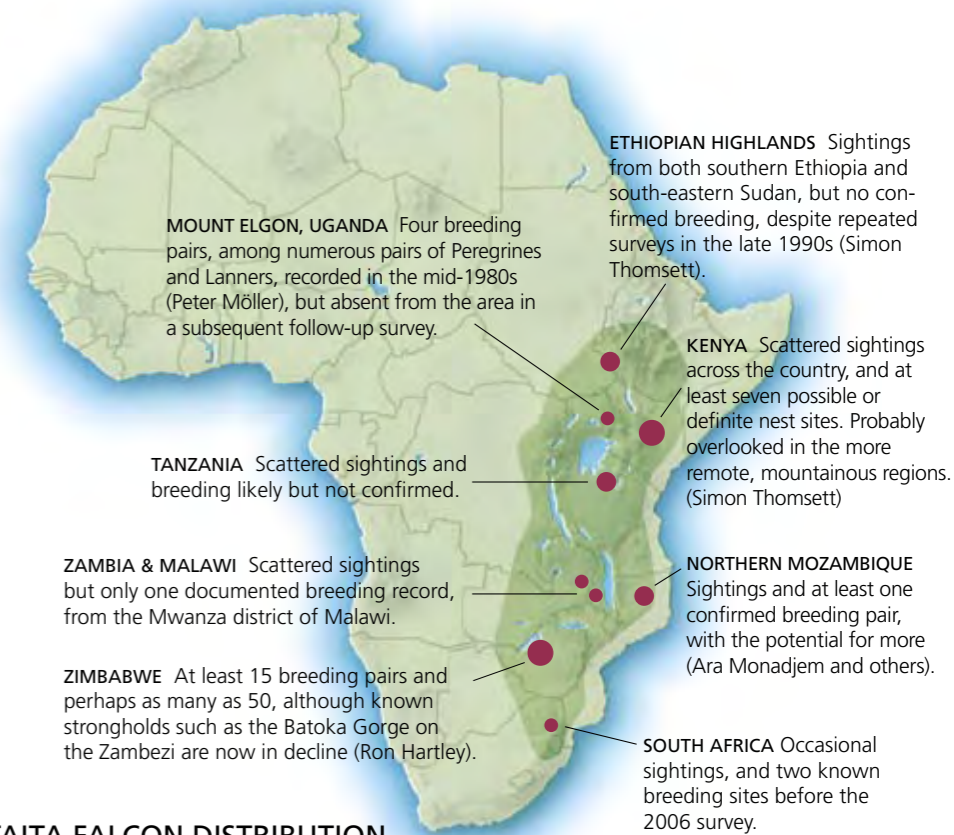 ETHIOPIAN HIGHLANDS Sightings
from both southern Ethiopia and
south-eastern Sudan, but no con-
firmed breeding, despite repeated
surveys in the late 1990s (Simon
Thomsett).
MOUNT ELGON, UGANDA Four breeding
pairs, among numerous pairs of Peregrines
and Lanners, recorded in the mid-1980s
(Peter Möller), but absent from the area in
a subsequent follow-up survey.
KENYA Scattered sightings
across the country, and at
least seven possible or
definite nest sites. Probably
overlooked in the more
remote, mountainous regions.
(Simon Thomsett)
TANZANIA Scattered sightings and
breeding likely but not confirmed.
ZAMBIA & MALAWI Scattered sightings
but only one documented breeding record,
from the Mwanza district of Malawi.
NORTHERN MOZAMBIQUE
Sightings and at least one
confirmed breeding pair,
with the potential for more
(Ara Monadjem and others).
ZIMBABWE At least 15 breeding pairs and
perhaps as many as 50, although known
strongholds such as the Batoka Gorge on
the Zambezi are now in decline (Ron Hartley).
SOUTH AFRICA Occasional
sightings, and two known
breeding sites before the
2006 survey.
TAITA FALCON DISTRIBUTION